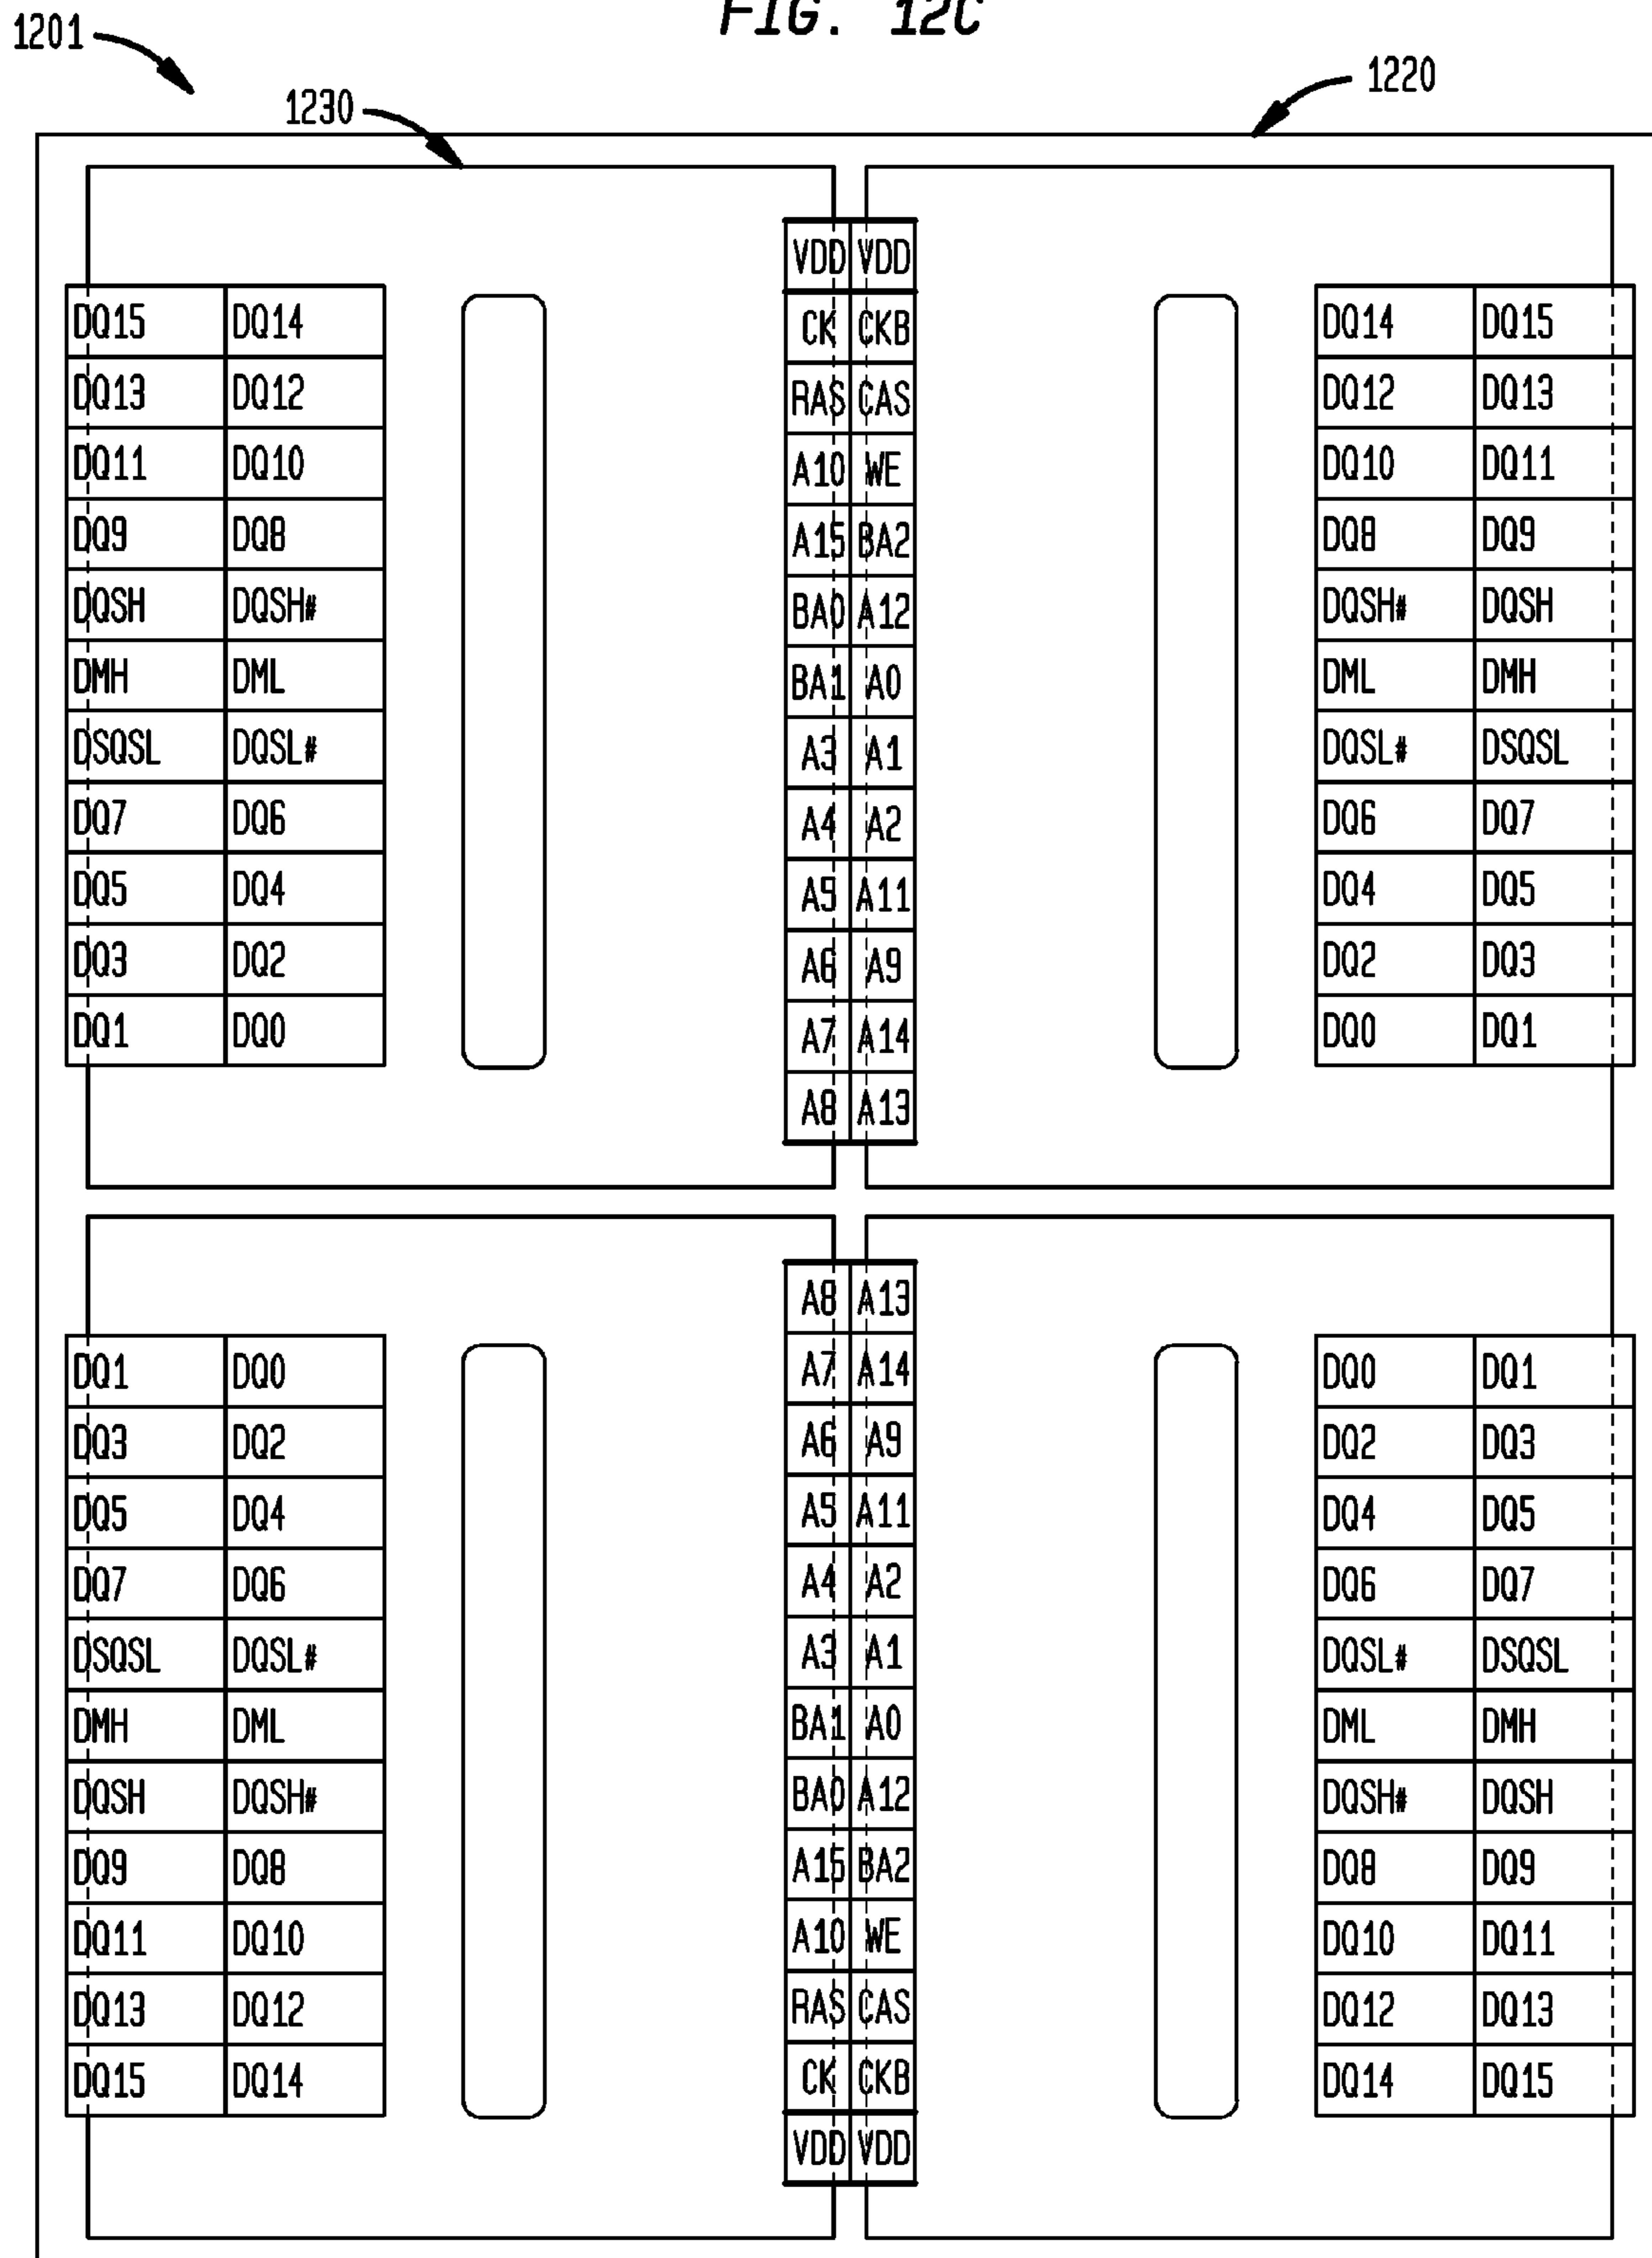 FIG. 12C
1201
1230
1220
VDD VDD
DQ15 DQ14 CK CKB DQ14 DQ15
DQ13 DQ12 RAS CAS DQ12 DQ13
DQ11 DQ10 A10 WE DQ10 DQ11
DQ9 DQ8 A15 BA2 DQ8 DQ9
DQSH DQSH# BA0 A12 DQSH# DQSH
DMH DML BA1 A0 DML DMH
DSQSL DQSL# A3 A1 DQSL# DSQSL
DQ7 DQ6 A4 A2 DQ6 DQ7
DQ5 DQ4 A5 A11 DQ4 DQ5
DQ3 DQ2 A6 A9 DQ2 DQ3
DQ1 DQ0 A7 A14 DQ0 DQ1
A8 A13
A8 A13
DQ1 DQ0 A7 A14 DQ0 DQ1
DQ3 DQ2 A6 A9 DQ2 DQ3
DQ5 DQ4 A5 A11 DQ4 DQ5
DQ7 DQ6 A4 A2 DQ6 DQ7
DSQSL DQSL# A3 A1 DQSL# DSQSL
DMH DML BA1 A0 DML DMH
DQSH DQSH# BA0 A12 DQSH# DQSH
DQ9 DQ8 A15 BA2 DQ8 DQ9
DQ11 DQ10 A10 WE DQ10 DQ11
DQ13 DQ12 RAS CAS DQ12 DQ13
DQ15 DQ14 CK CKB DQ14 DQ15
VDD VDD